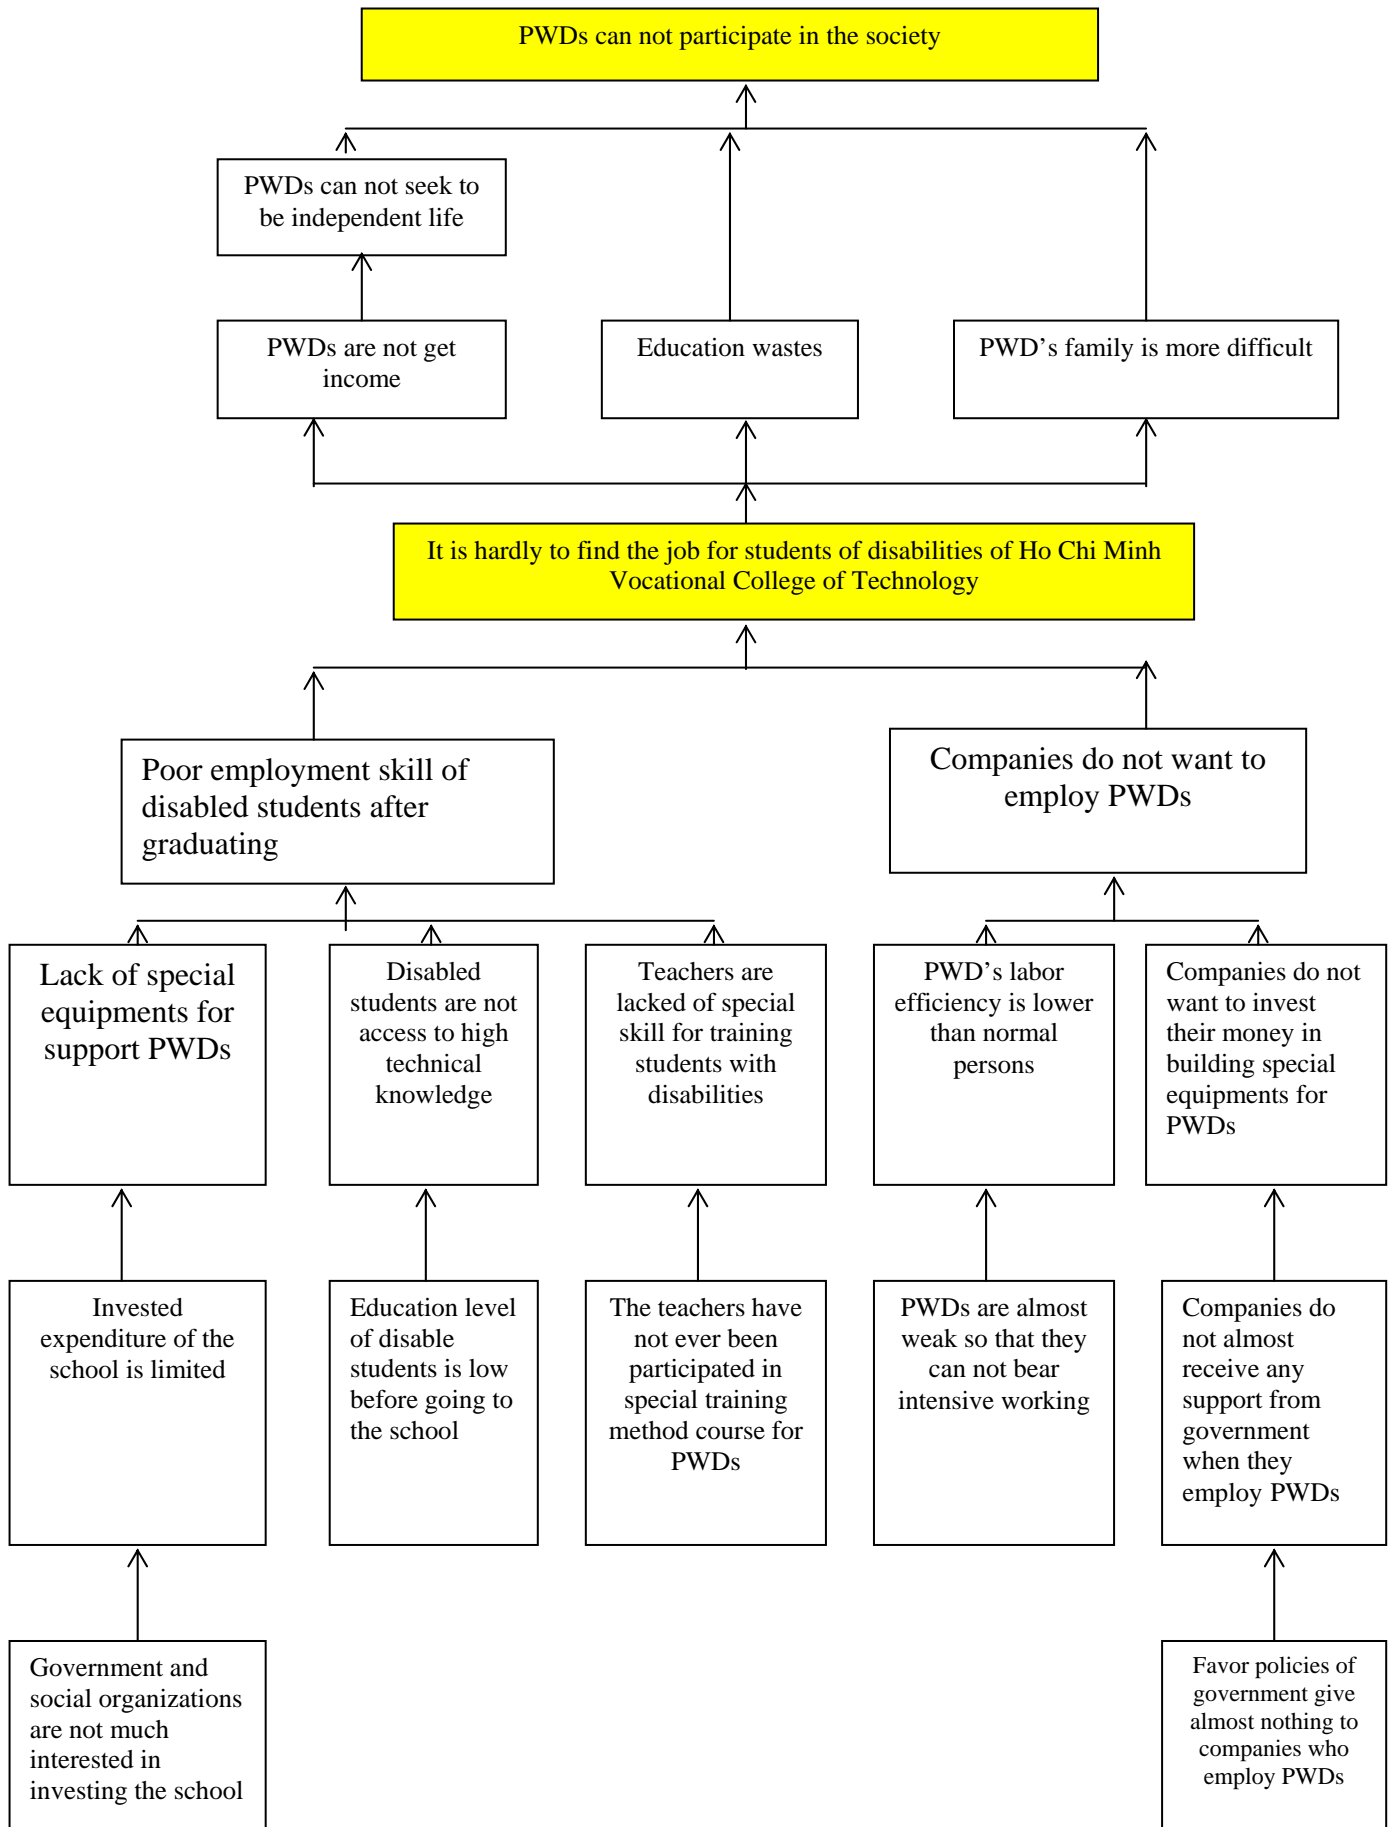 PWDs can not participate in the society
PWDs can not seek to
be independent life
PWDs are not get
income
Education wastes
PWD’s family is more difficult
It is hardly to find the job for students of disabilities of Ho Chi Minh
Vocational College of Technology
Poor employment skill of
disabled students after
graduating
Companies do not want to
employ PWDs
Lack of special
equipments for
support PWDs
Disabled
students are not
access to high
technical
knowledge
Teachers are
lacked of special
skill for training
students with
disabilities
PWD’s labor
efficiency is lower
than normal
persons
Companies do not
want to invest
their money in
building special
equipments for
PWDs
Invested
expenditure of the
school is limited
Education level
of disable
students is low
before going to
the school
The teachers have
not ever been
participated in
special training
method course for
PWDs
PWDs are almost
weak so that they
can not bear
intensive working
Companies do
not almost
receive any
support from
government
when they
employ PWDs
Government and
social organizations
are not much
interested in
investing the school
Favor policies of
government give
almost nothing to
companies who
employ PWDs